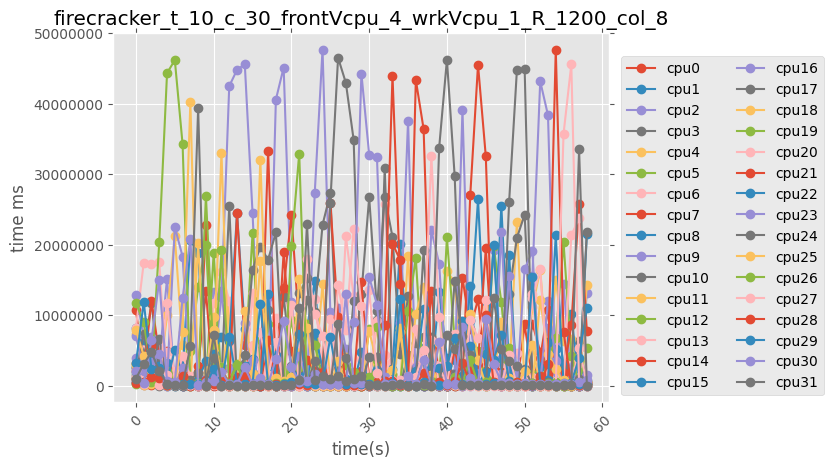 firecracker_t_10_c_30_frontVcpu_4_wrkVcpu_1_R_1200_col_8
time ms
50000000
40000000
30000000
20000000
10000000
0
0 10 20 30 40 50 60
time(s)
cpu0 cpu16
cpu1 cpu17
cpu2 cpu18
cpu3 cpu19
cpu4 cpu20
cpu5 cpu21
cpu6 cpu22
cpu7 cpu23
cpu8 cpu24
cpu9 cpu25
cpu10 cpu26
cpu11 cpu27
cpu12 cpu28
cpu13 cpu29
cpu14 cpu30
cpu15 cpu31